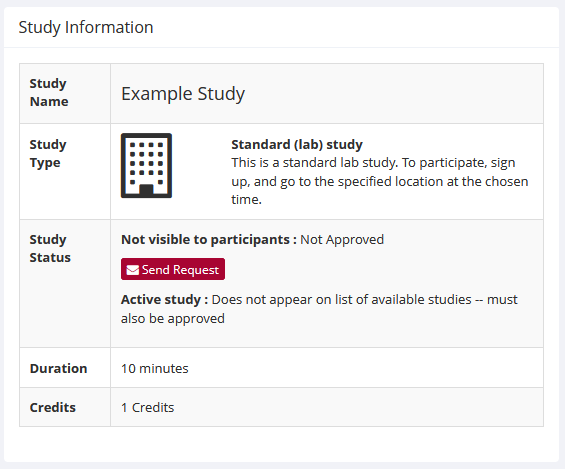 Study Information
Study
Name
Example Study
Study
Type
Standard (lab) study
This is a standard lab study. To participate, sign
up, and go to the specified location at the chosen
time.
Study
Status
Not visible to participants : Not Approved
Send Request
Active study : Does not appear on list of available studies -- must
also be approved
Duration
10 minutes
Credits
1 Credits